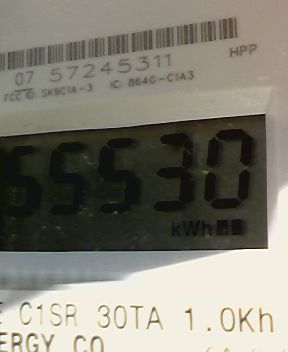 07 57245311
HPP
FCC ID: SK9C1A-3 IC: 864G-C1A3
55530
kWh
C1SR 30TA 1.0Kh
ERGY CO